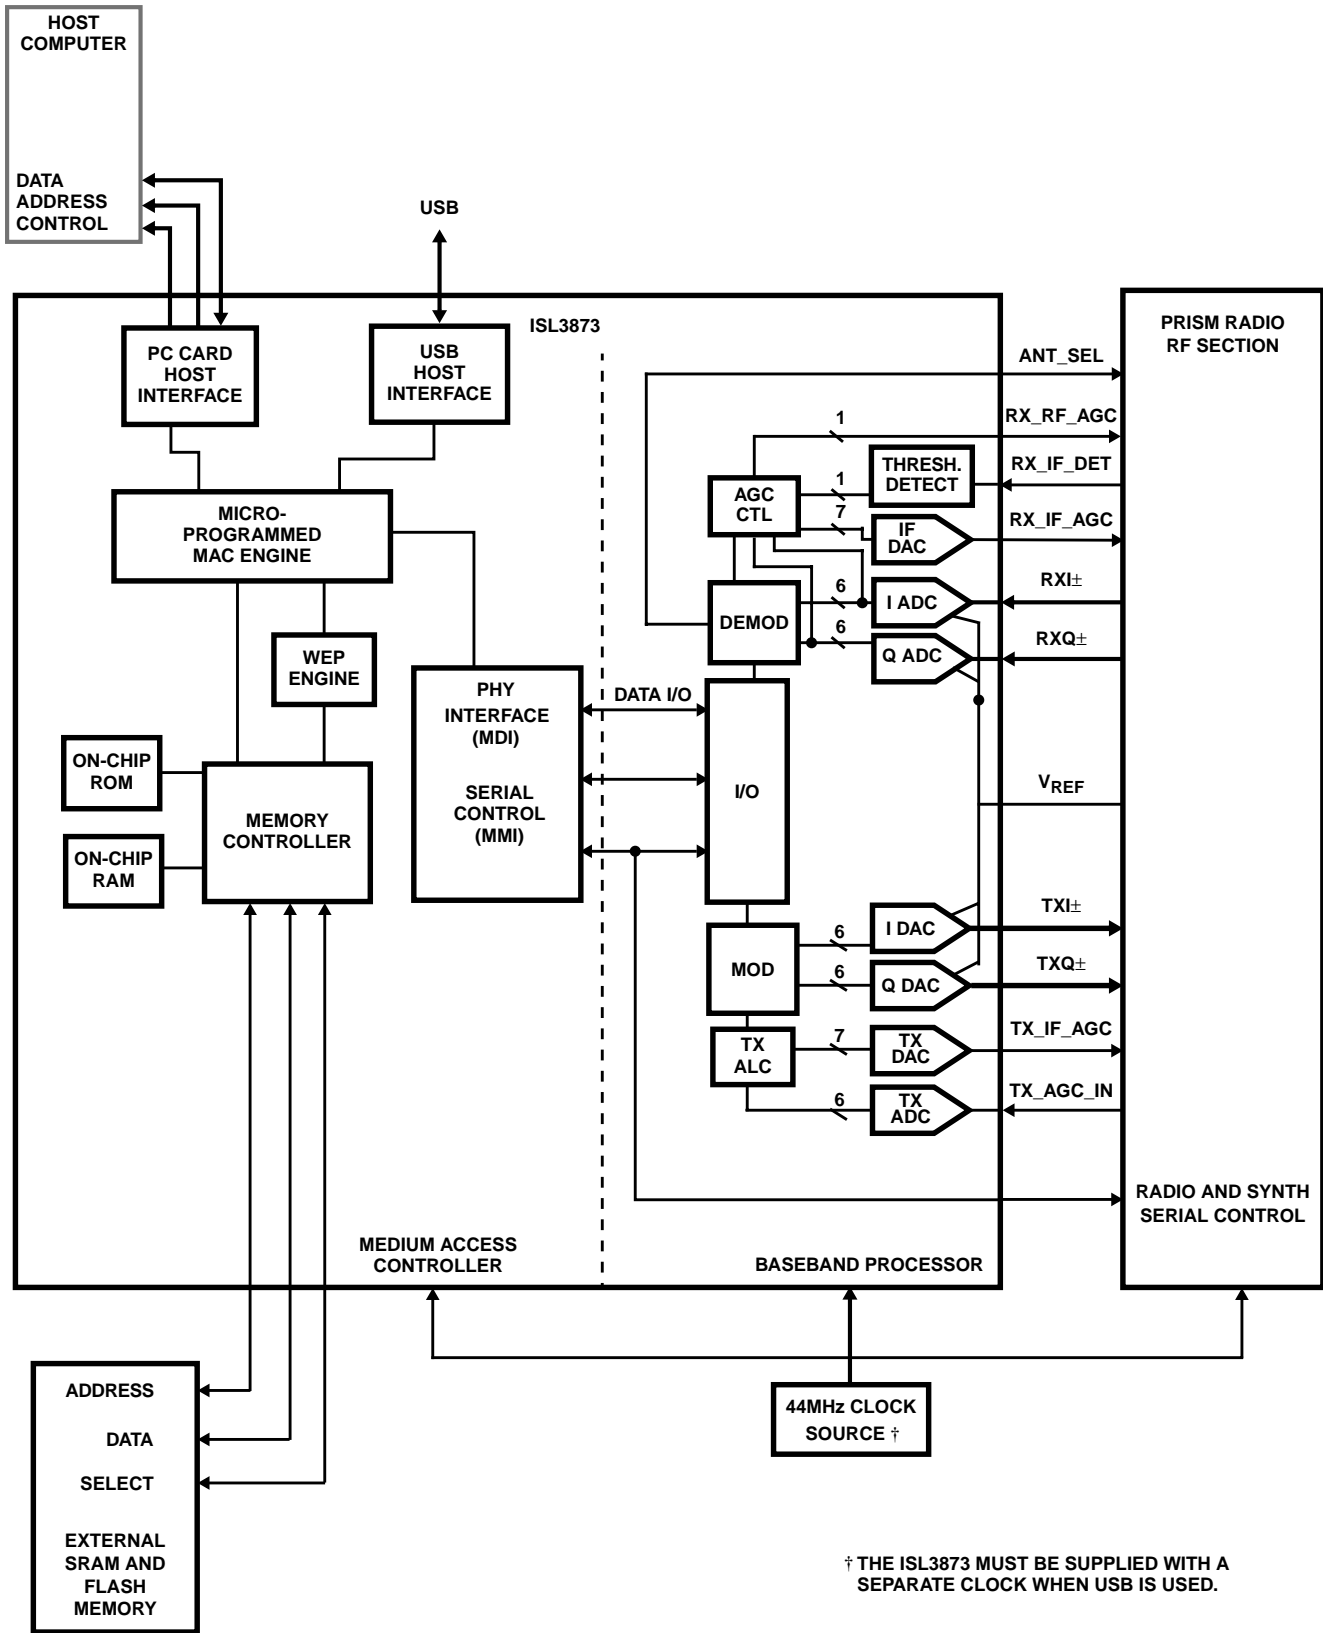 HOST
COMPUTER
DATA
ADDRESS
CONTROL
USB
ISL3873
PC CARD
HOST
INTERFACE
USB
HOST
INTERFACE
MICRO-
PROGRAMMED
MAC ENGINE
WEP
ENGINE
ON-CHIP
ROM
ON-CHIP
RAM
MEMORY
CONTROLLER
PHY
INTERFACE
(MDI)
SERIAL
CONTROL
(MMI)
DATA I/O
MEDIUM ACCESS
CONTROLLER
AGC
CTL
1
1
7
THRESH.
DETECT
IF
DAC
DEMOD
6
6
I ADC
Q ADC
I/O
MOD
6
6
I DAC
Q DAC
TX
ALC
7
6
TX
DAC
TX
ADC
BASEBAND PROCESSOR
ANT_SEL
RX_RF_AGC
RX_IF_DET
RX_IF_AGC
RXI±
RXQ±
VREF
TXI±
TXQ±
TX_IF_AGC
TX_AGC_IN
PRISM RADIO
RF SECTION
RADIO AND SYNTH
SERIAL CONTROL
44MHz CLOCK
SOURCE †
ADDRESS
DATA
SELECT
EXTERNAL
SRAM AND
FLASH
MEMORY
† THE ISL3873 MUST BE SUPPLIED WITH A
SEPARATE CLOCK WHEN USB IS USED.